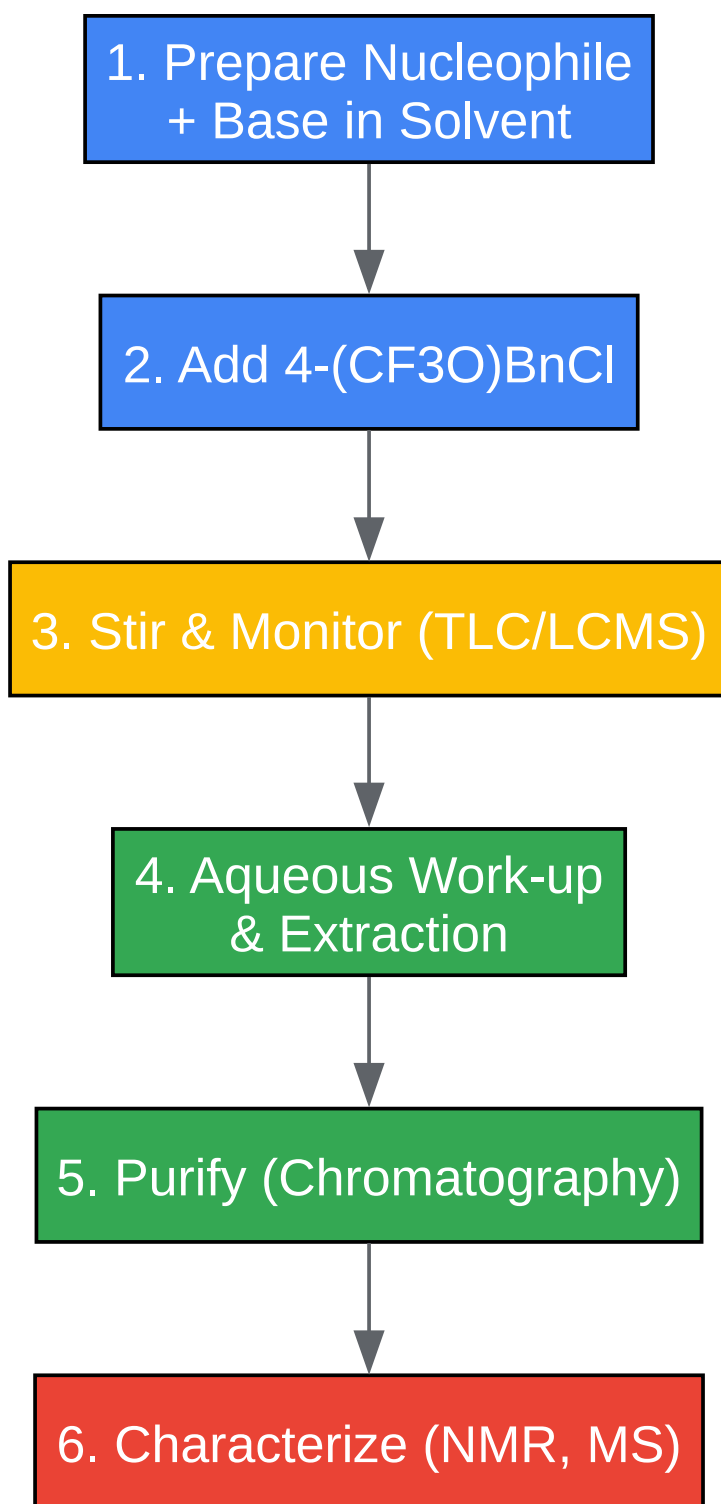 1. Prepare Nucleophile
+ Base in Solvent
2. Add 4-(CF3O)BnCl
3. Stir & Monitor (TLC/LCMS)
4. Aqueous Work-up
& Extraction
5. Purify (Chromatography)
6. Characterize (NMR, MS)